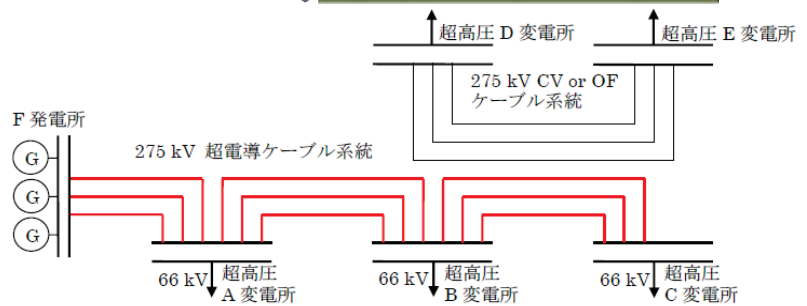 超高圧 D 変電所
超高圧 E 変電所
275 kV CV or OF
ケーブル系統
F 発電所
275 kV 超電導ケーブル系統
G
G
G
66 kV
超高圧
A 変電所
66 kV
超高圧
B 変電所
66 kV
超高圧
C 変電所